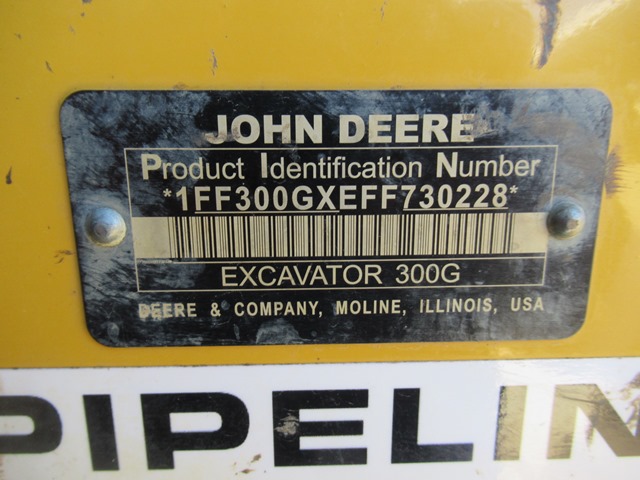 JOHN DEERE
Product Identification Number
*1FF300GXEFF730228*
EXCAVATOR 300G
DEERE & COMPANY, MOLINE, ILLINOIS, USA
PIPELIN